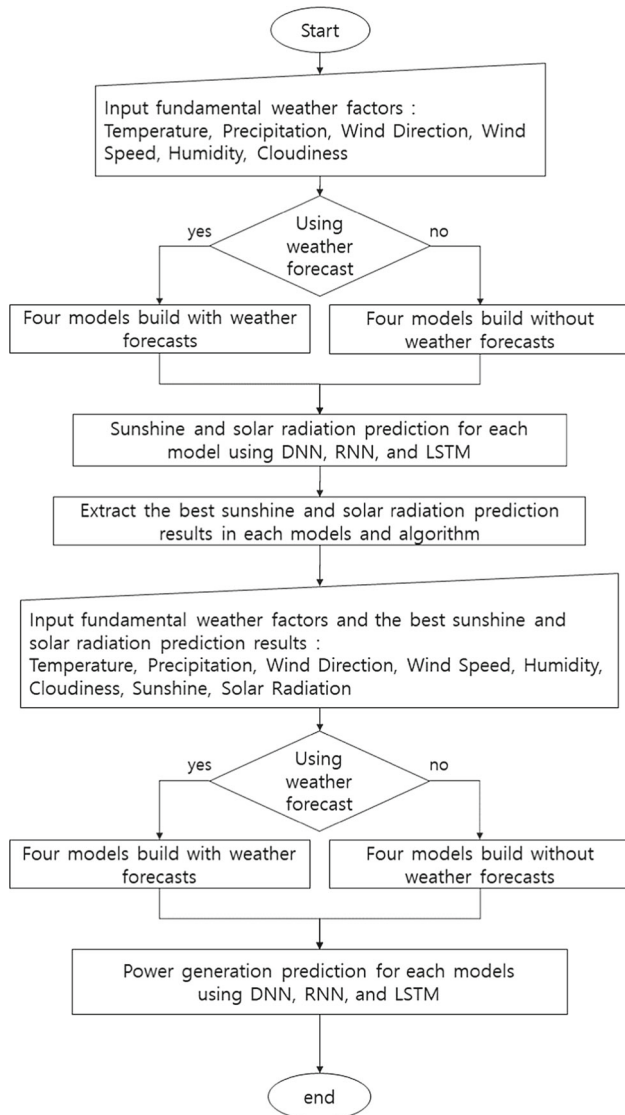 Start
Input fundamental weather factors :
Temperature, Precipitation, Wind Direction, Wind
Speed, Humidity, Cloudiness
yes
Using
weather
forecast
no
Four models build with weather
forecasts
Four models build without
weather forecasts
Sunshine and solar radiation prediction for each
model using DNN, RNN, and LSTM
Extract the best sunshine and solar radiation prediction
results in each models and algorithm
Input fundamental weather factors and the best sunshine and
solar radiation prediction results :
Temperature, Precipitation, Wind Direction, Wind Speed, Humidity,
Cloudiness, Sunshine, Solar Radiation
yes
Using
weather
forecast
no
Four models build with weather
forecasts
Four models build without
weather forecasts
Power generation prediction for each models
using DNN, RNN, and LSTM
end